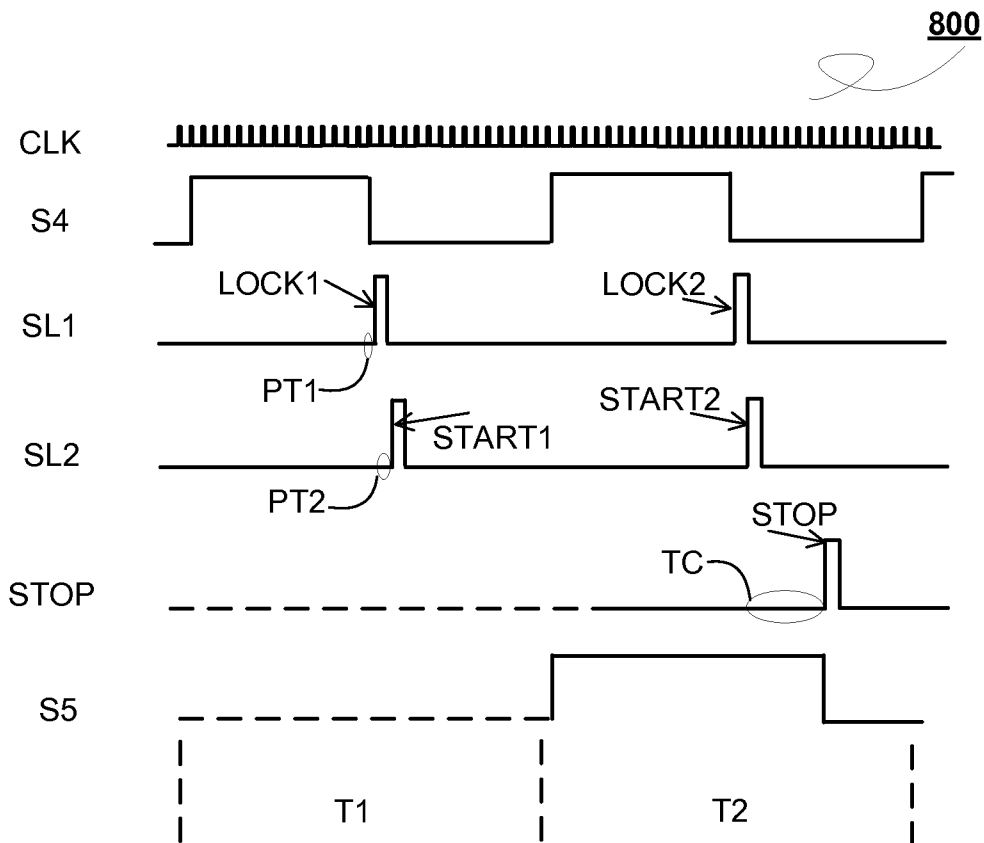 800
CLK
S4
LOCK1
LOCK2
SL1
PT1
START2
START1
SL2
PT2
STOP
TC
STOP
S5
T1
T2